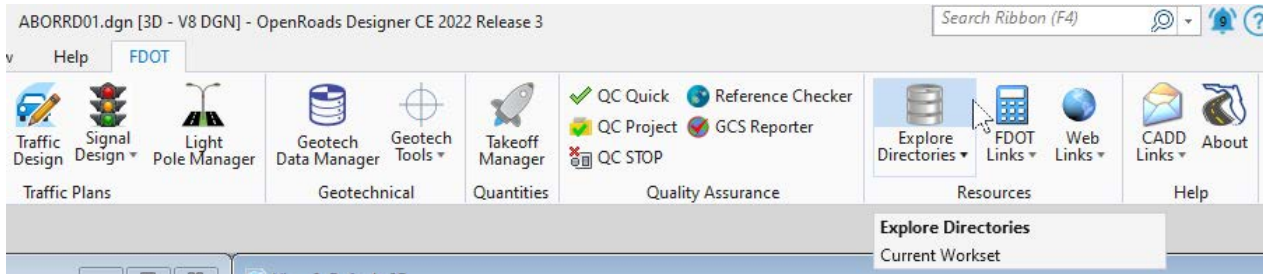 ABORRD01.dgn [3D - V8 DGN] - OpenRoads Designer CE 2022 Release 3
Search Ribbon (F4)
9
?
Help
FDOT
Traffic
Design
Signal
Design
Light
Pole Manager
Traffic Plans
Geotech
Data Manager
Geotech
Tools
Geotechnical
Takeoff
Manager
Quantities
QC Quick
Reference Checker
QC Project
GCS Reporter
QC STOP
Quality Assurance
Explore
Directories
FDOT
Links
Web
Links
Resources
CADD
Links
About
Help
Explore Directories
Current Workset